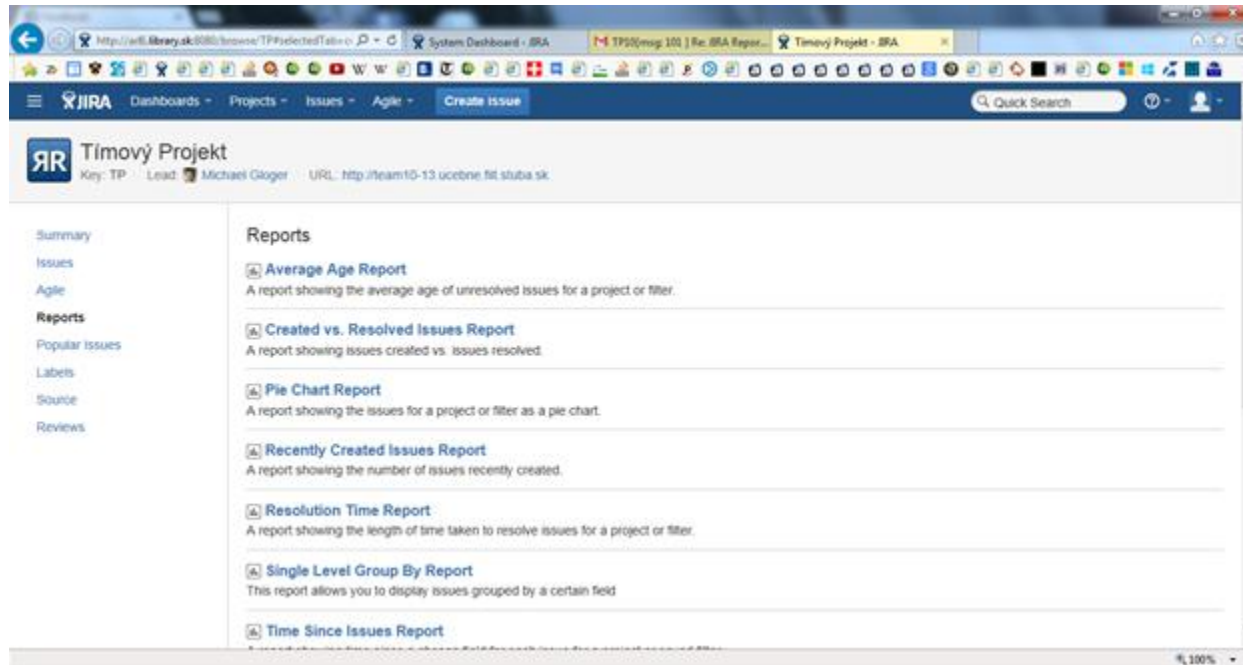 System Dashboard - JIRA
Tímový Projekt - JIRA
JIRA Dashboards Projects Issues Agile Create issue Quick Search
Tímový Projekt
Key: TP Lead: Michael Gloger URL: http://team10-13.ucebne.fiit.stuba.sk
Summary
Issues
Agile
Reports
Popular Issues
Labels
Source
Reviews
Reports
Average Age Report
A report showing the average age of unresolved issues for a project or filter.
Created vs. Resolved Issues Report
A report showing issues created vs. issues resolved.
Pie Chart Report
A report showing the issues for a project or filter as a pie chart.
Recently Created Issues Report
A report showing the number of issues recently created.
Resolution Time Report
A report showing the length of time taken to resolve issues for a project or filter.
Single Level Group By Report
This report allows you to display issues grouped by a certain field
Time Since Issues Report
100%